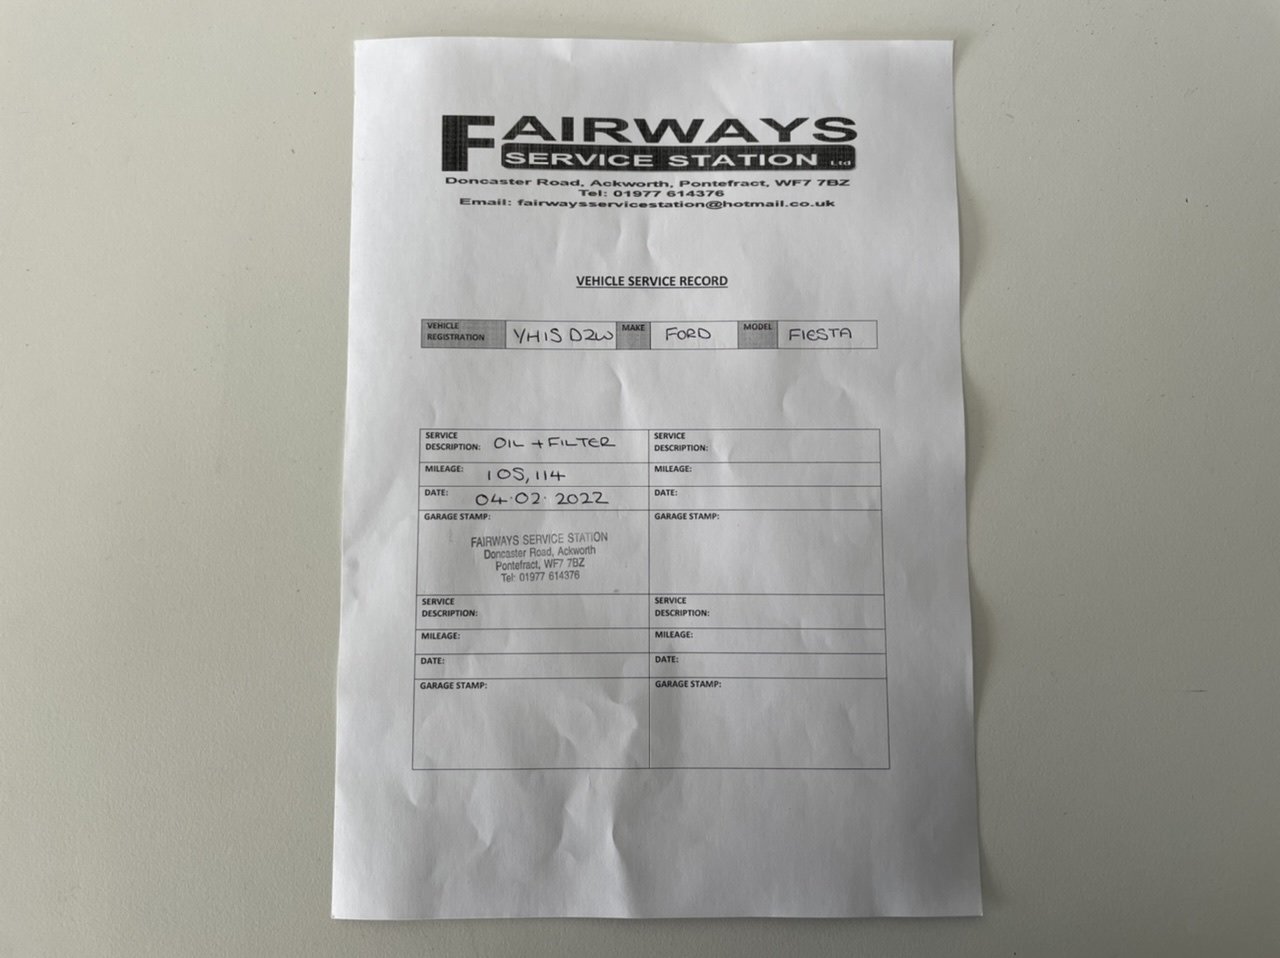 FAIRWAYS
SERVICE STATION Ltd
Doncaster Road, Ackworth, Pontefract, WF7 7BZ
Tel: 01977 614376
Email: fairwaysservicestation@hotmail.co.uk
VEHICLE SERVICE RECORD
VEHICLE REGISTRATION YH15 DZW MAKE FORD MODEL FIESTA
SERVICE DESCRIPTION: OIL + FILTER
MILEAGE: 105,114
DATE: 04.02.2022
GARAGE STAMP:
FAIRWAYS SERVICE STATION
Doncaster Road, Ackworth
Pontefract, WF7 7BZ
Tel: 01977 614376
SERVICE DESCRIPTION:
MILEAGE:
DATE:
GARAGE STAMP:
SERVICE DESCRIPTION:
MILEAGE:
DATE:
GARAGE STAMP:
SERVICE DESCRIPTION:
MILEAGE:
DATE:
GARAGE STAMP: